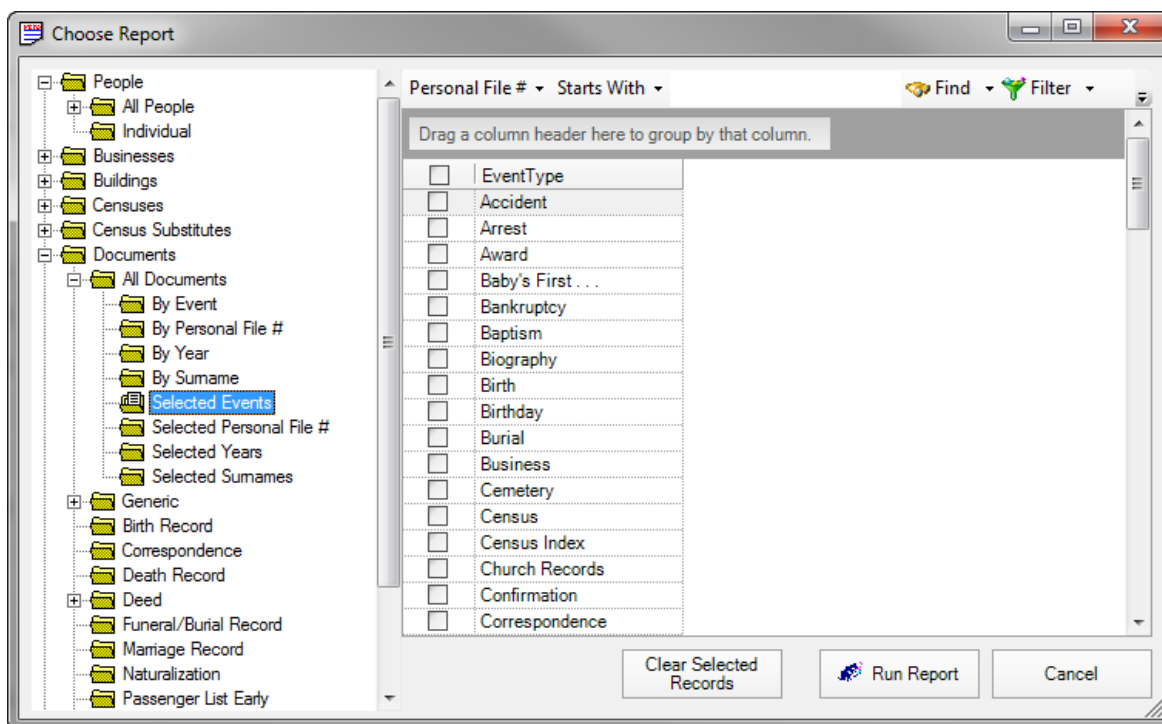 Choose Report
People
All People
Individual
Businesses
Buildings
Censuses
Census Substitutes
Documents
All Documents
By Event
By Personal File #
By Year
By Surname
Selected Events
Selected Personal File #
Selected Years
Selected Surnames
Generic
Birth Record
Correspondence
Death Record
Deed
Funeral/Burial Record
Marriage Record
Naturalization
Passenger List Early
Personal File # Starts With Find Filter
Drag a column header here to group by that column.
EventType
Accident
Arrest
Award
Baby's First . . .
Bankruptcy
Baptism
Biography
Birth
Birthday
Burial
Business
Cemetery
Census
Census Index
Church Records
Confirmation
Correspondence
Clear Selected
Records
Run Report
Cancel